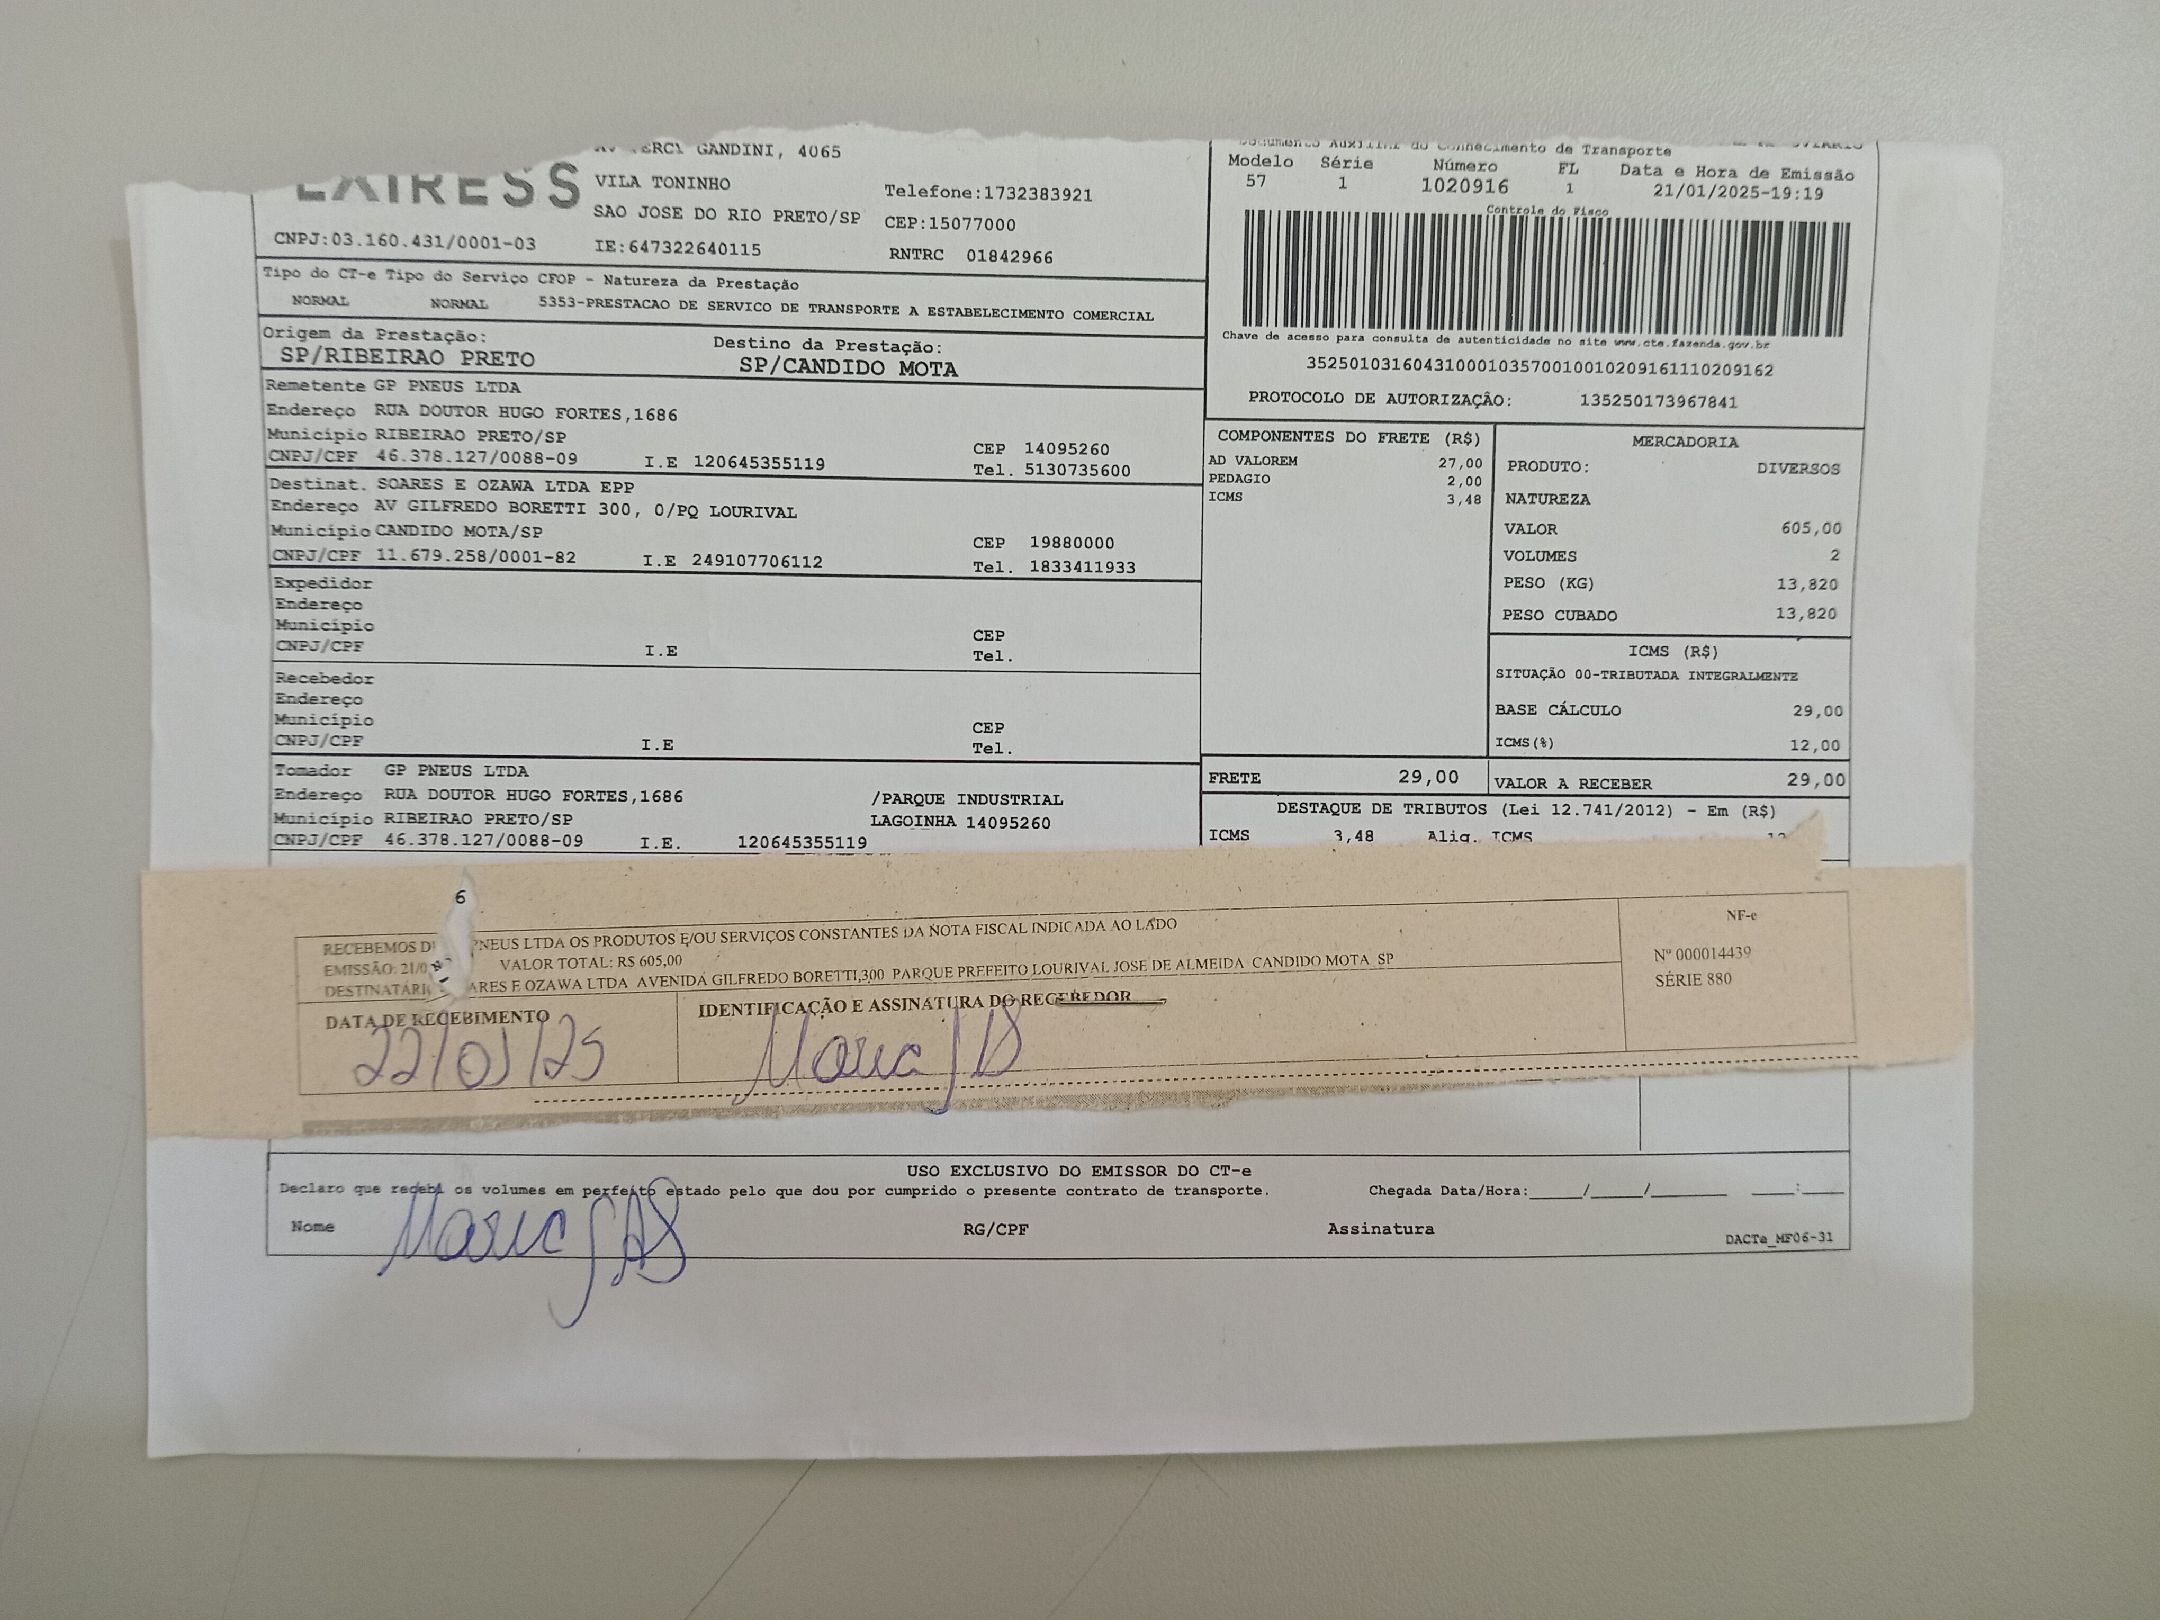 GANDINI, 4065
VILA TONINHO
Telefone:1732383921
SAO JOSE DO RIO PRETO/SP
CEP:15077000
CNPJ:03.160.431/0001-03
IE:647322640115
RNTRC 01842966
Documento Auxiliar do Conhecimento de Transporte
Modelo Série Número FL Data e Hora de Emissão
57 1 1020916 1 21/01/2025-19:19
Controle do Fisco
Chave de acesso para consulta de autenticidade no site www.cte.fazenda.gov.br
35250103160431000103570010010209161110209162
PROTOCOLO DE AUTORIZAÇÃO: 135250173967841
Tipo do CT-e Tipo do Serviço CFOP - Natureza da Prestação
NORMAL NORMAL 5353-PRESTACAO DE SERVICO DE TRANSPORTE A ESTABELECIMENTO COMERCIAL
Origem da Prestação: Destino da Prestação:
SP/RIBEIRAO PRETO SP/CANDIDO MOTA
Remetente GP PNEUS LTDA
Endereço RUA DOUTOR HUGO FORTES,1686
Município RIBEIRAO PRETO/SP CEP 14095260
CNPJ/CPF 46.378.127/0088-09 I.E 120645355119 Tel. 5130735600
Destinat. SOARES E OZAWA LTDA EPP
Endereço AV GILFREDO BORETTI 300, 0/PQ LOURIVAL
Município CANDIDO MOTA/SP CEP 19880000
CNPJ/CPF 11.679.258/0001-82 I.E 249107706112 Tel. 1833411933
Expedidor
Endereço
Município CEP
CNPJ/CPF I.E Tel.
Recebedor
Endereço
Município CEP
CNPJ/CPF I.E Tel.
Tomador GP PNEUS LTDA
Endereço RUA DOUTOR HUGO FORTES,1686 /PARQUE INDUSTRIAL
Município RIBEIRAO PRETO/SP LAGOINHA 14095260
CNPJ/CPF 46.378.127/0088-09 I.E. 120645355119
COMPONENTES DO FRETE (R$)
AD VALOREM 27,00
PEDAGIO 2,00
ICMS 3,48
MERCADORIA
PRODUTO: DIVERSOS
NATUREZA
VALOR 605,00
VOLUMES 2
PESO (KG) 13,820
PESO CUBADO 13,820
ICMS (R$)
SITUAÇÃO 00-TRIBUTADA INTEGRALMENTE
BASE CÁLCULO 29,00
ICMS(%) 12,00
FRETE 29,00 VALOR A RECEBER 29,00
DESTAQUE DE TRIBUTOS (Lei 12.741/2012) - Em (R$)
ICMS 3,48 Aliq. ICMS
6
RECEBEMOS PNEUS LTDA OS PRODUTOS E/OU SERVIÇOS CONSTANTES DA NOTA FISCAL INDICADA AO LADO
EMISSÃO: VALOR TOTAL: R$ 605,00
E OZAWA LTDA AVENIDA GILFREDO BORETTI,300 PARQUE PREFEITO LOURIVAL JOSE DE ALMEIDA CANDIDO MOTA SP
DATA DE RECEBIMENTO
22/01/25
IDENTIFICAÇÃO E ASSINATURA DO RECEBEDOR
Maria
NF-e
Nº 000014439
SÉRIE 880
USO EXCLUSIVO DO EMISSOR DO CT-e
Declaro que recebi os volumes em perfeito estado pelo que dou por cumprido o presente contrato de transporte. Chegada Data/Hora:_____/_____/_______ ____:____
Nome Maria RG/CPF Assinatura
DACTe_MF06-31